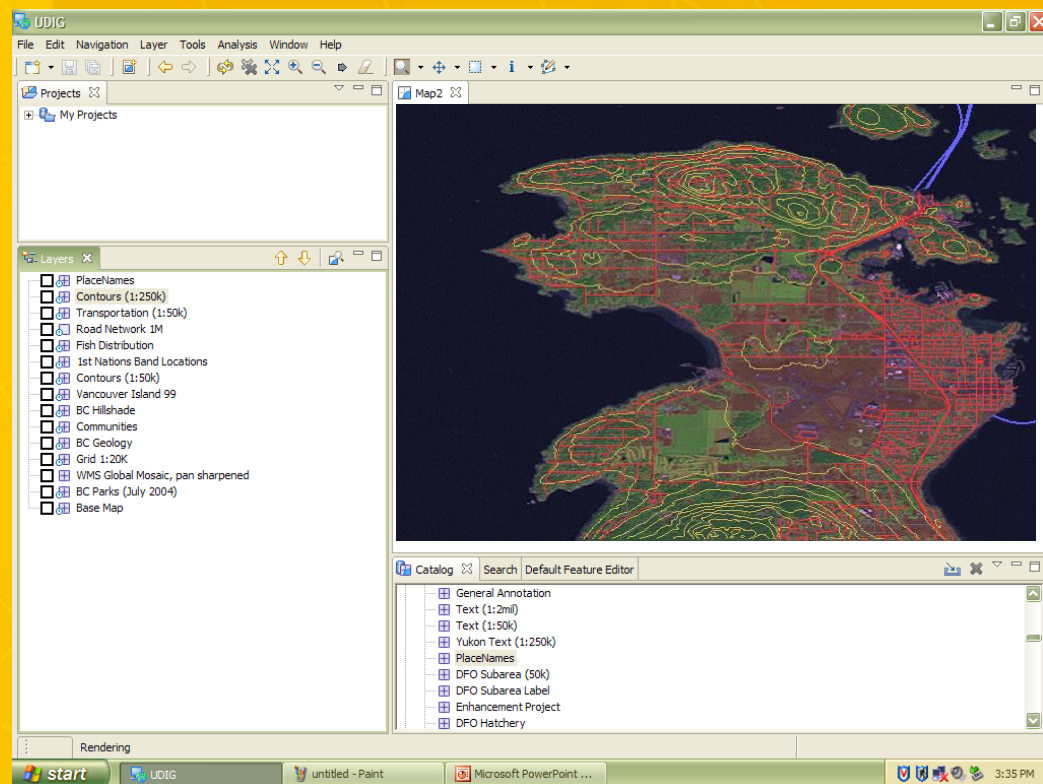 UDIG
File Edit Navigation Layer Tools Analysis Window Help
Projects
My Projects
Map2
Layers
PlaceNames
Contours (1:250k)
Transportation (1:50k)
Road Network 1M
Fish Distribution
1st Nations Band Locations
Contours (1:50k)
Vancouver Island 99
BC Hillshade
Communities
BC Geology
Grid 1:20K
WMS Global Mosaic, pan sharpened
BC Parks (July 2004)
Base Map
Catalog Search Default Feature Editor
General Annotation
Text (1:2mil)
Text (1:50k)
Yukon Text (1:250k)
PlaceNames
DFO Subarea (50k)
DFO Subarea Label
Enhancement Project
DFO Hatchery
Rendering
start UDIG untitled - Paint Microsoft PowerPoint ... 3:35 PM